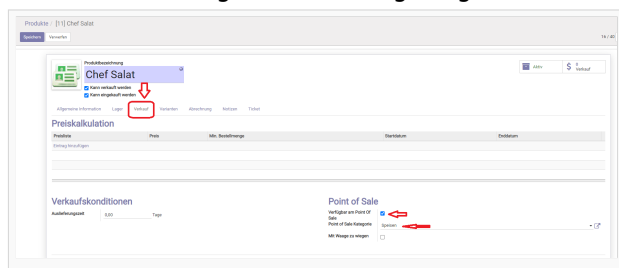 Produkte / [11] Chef Salat
Speichern Verwerfen
16 / 40
Produktbezeichnung
Chef Salat
Aktiv
$ 0 Verkauf
Kann verkauft werden
Kann eingekauft werden
Allgemeine Information Lager Verkauf Varianten Abrechnung Notizen Ticket
Preiskalkulation
Preisliste Preis Min. Bestellmenge Startdatum Enddatum
Eintrag hinzufügen
Verkaufskonditionen Point of Sale
Auslieferungszeit 0,00 Tage
Verfügbar am Point Of Sale
Point of Sale Kategorie Speisen
Mit Waage zu wiegen